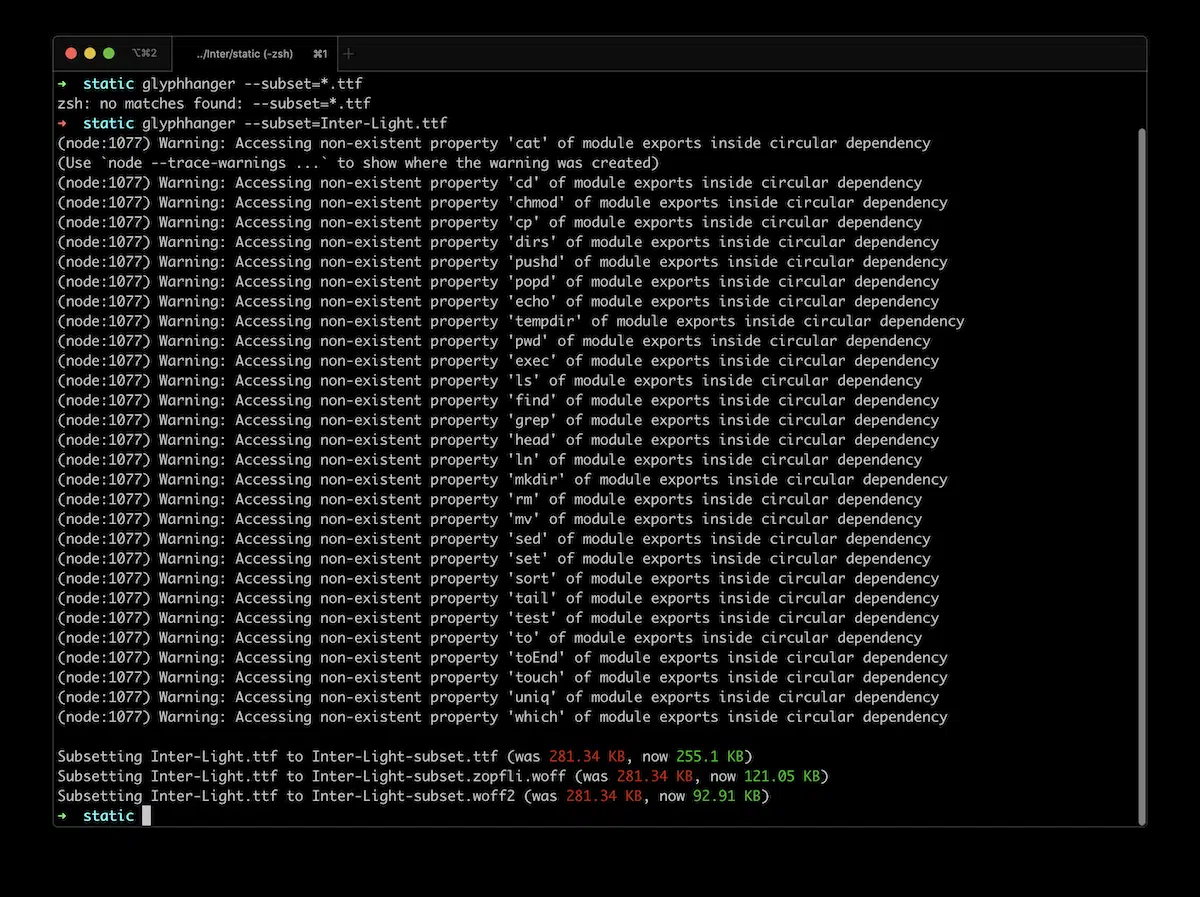 ⌥⌘2 ../Inter/static (-zsh) ⌘1 +
➜ static glyphhanger --subset=*.ttf
zsh: no matches found: --subset=*.ttf
➜ static glyphhanger --subset=Inter-Light.ttf
(node:1077) Warning: Accessing non-existent property 'cat' of module exports inside circular dependency
(Use `node --trace-warnings ...` to show where the warning was created)
(node:1077) Warning: Accessing non-existent property 'cd' of module exports inside circular dependency
(node:1077) Warning: Accessing non-existent property 'chmod' of module exports inside circular dependency
(node:1077) Warning: Accessing non-existent property 'cp' of module exports inside circular dependency
(node:1077) Warning: Accessing non-existent property 'dirs' of module exports inside circular dependency
(node:1077) Warning: Accessing non-existent property 'pushd' of module exports inside circular dependency
(node:1077) Warning: Accessing non-existent property 'popd' of module exports inside circular dependency
(node:1077) Warning: Accessing non-existent property 'echo' of module exports inside circular dependency
(node:1077) Warning: Accessing non-existent property 'tempdir' of module exports inside circular dependency
(node:1077) Warning: Accessing non-existent property 'pwd' of module exports inside circular dependency
(node:1077) Warning: Accessing non-existent property 'exec' of module exports inside circular dependency
(node:1077) Warning: Accessing non-existent property 'ls' of module exports inside circular dependency
(node:1077) Warning: Accessing non-existent property 'find' of module exports inside circular dependency
(node:1077) Warning: Accessing non-existent property 'grep' of module exports inside circular dependency
(node:1077) Warning: Accessing non-existent property 'head' of module exports inside circular dependency
(node:1077) Warning: Accessing non-existent property 'ln' of module exports inside circular dependency
(node:1077) Warning: Accessing non-existent property 'mkdir' of module exports inside circular dependency
(node:1077) Warning: Accessing non-existent property 'rm' of module exports inside circular dependency
(node:1077) Warning: Accessing non-existent property 'mv' of module exports inside circular dependency
(node:1077) Warning: Accessing non-existent property 'sed' of module exports inside circular dependency
(node:1077) Warning: Accessing non-existent property 'set' of module exports inside circular dependency
(node:1077) Warning: Accessing non-existent property 'sort' of module exports inside circular dependency
(node:1077) Warning: Accessing non-existent property 'tail' of module exports inside circular dependency
(node:1077) Warning: Accessing non-existent property 'test' of module exports inside circular dependency
(node:1077) Warning: Accessing non-existent property 'to' of module exports inside circular dependency
(node:1077) Warning: Accessing non-existent property 'toEnd' of module exports inside circular dependency
(node:1077) Warning: Accessing non-existent property 'touch' of module exports inside circular dependency
(node:1077) Warning: Accessing non-existent property 'uniq' of module exports inside circular dependency
(node:1077) Warning: Accessing non-existent property 'which' of module exports inside circular dependency
Subsetting Inter-Light.ttf to Inter-Light-subset.ttf (was 281.34 KB, now 255.1 KB)
Subsetting Inter-Light.ttf to Inter-Light-subset.zopfli.woff (was 281.34 KB, now 121.05 KB)
Subsetting Inter-Light.ttf to Inter-Light-subset.woff2 (was 281.34 KB, now 92.91 KB)
➜ static